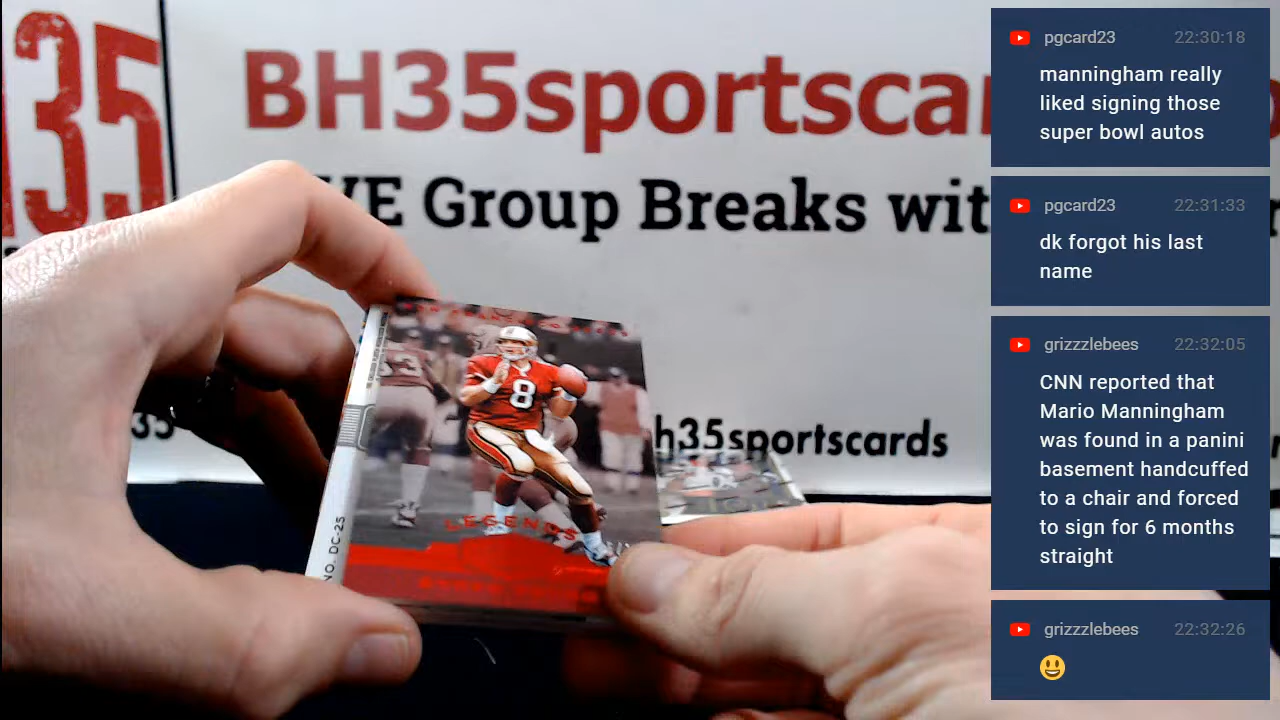 35
BH35sportscar
VE Group Breaks wit
35
h35sportscards
8
LEGENDS
NO. DC-25
pgcard23 22:30:18
manningham really
liked signing those
super bowl autos
pgcard23 22:31:33
dk forgot his last
name
grizzzlebees 22:32:05
CNN reported that
Mario Manningham
was found in a panini
basement handcuffed
to a chair and forced
to sign for 6 months
straight
grizzzlebees 22:32:26
😃